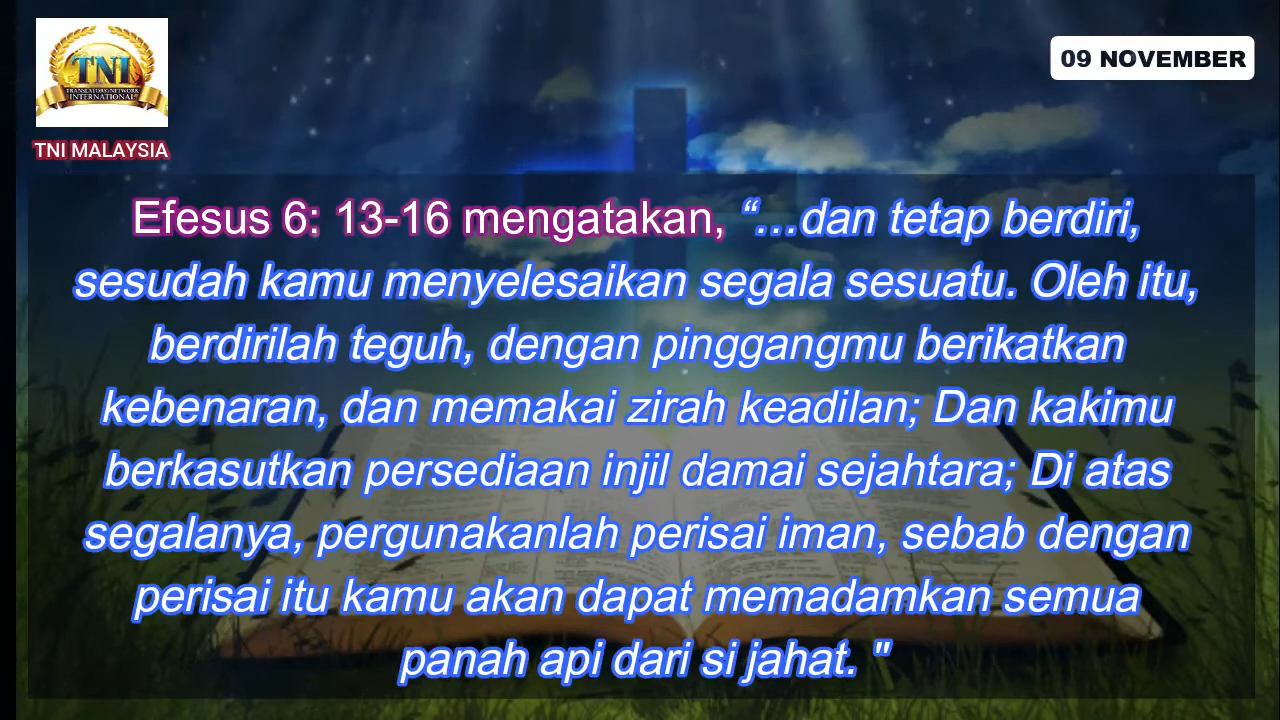 TNI
TRANSLATORS NETWORK
INTERNATIONAL
TNI MALAYSIA
09 NOVEMBER
Efesus 6: 13-16 mengatakan, “...dan tetap berdiri,
sesudah kamu menyelesaikan segala sesuatu. Oleh itu,
berdirilah teguh, dengan pinggangmu berikatkan
kebenaran, dan memakai zirah keadilan; Dan kakimu
berkasutkan persediaan injil damai sejahtara; Di atas
segalanya, pergunakanlah perisai iman, sebab dengan
perisai itu kamu akan dapat memadamkan semua
panah api dari si jahat. "